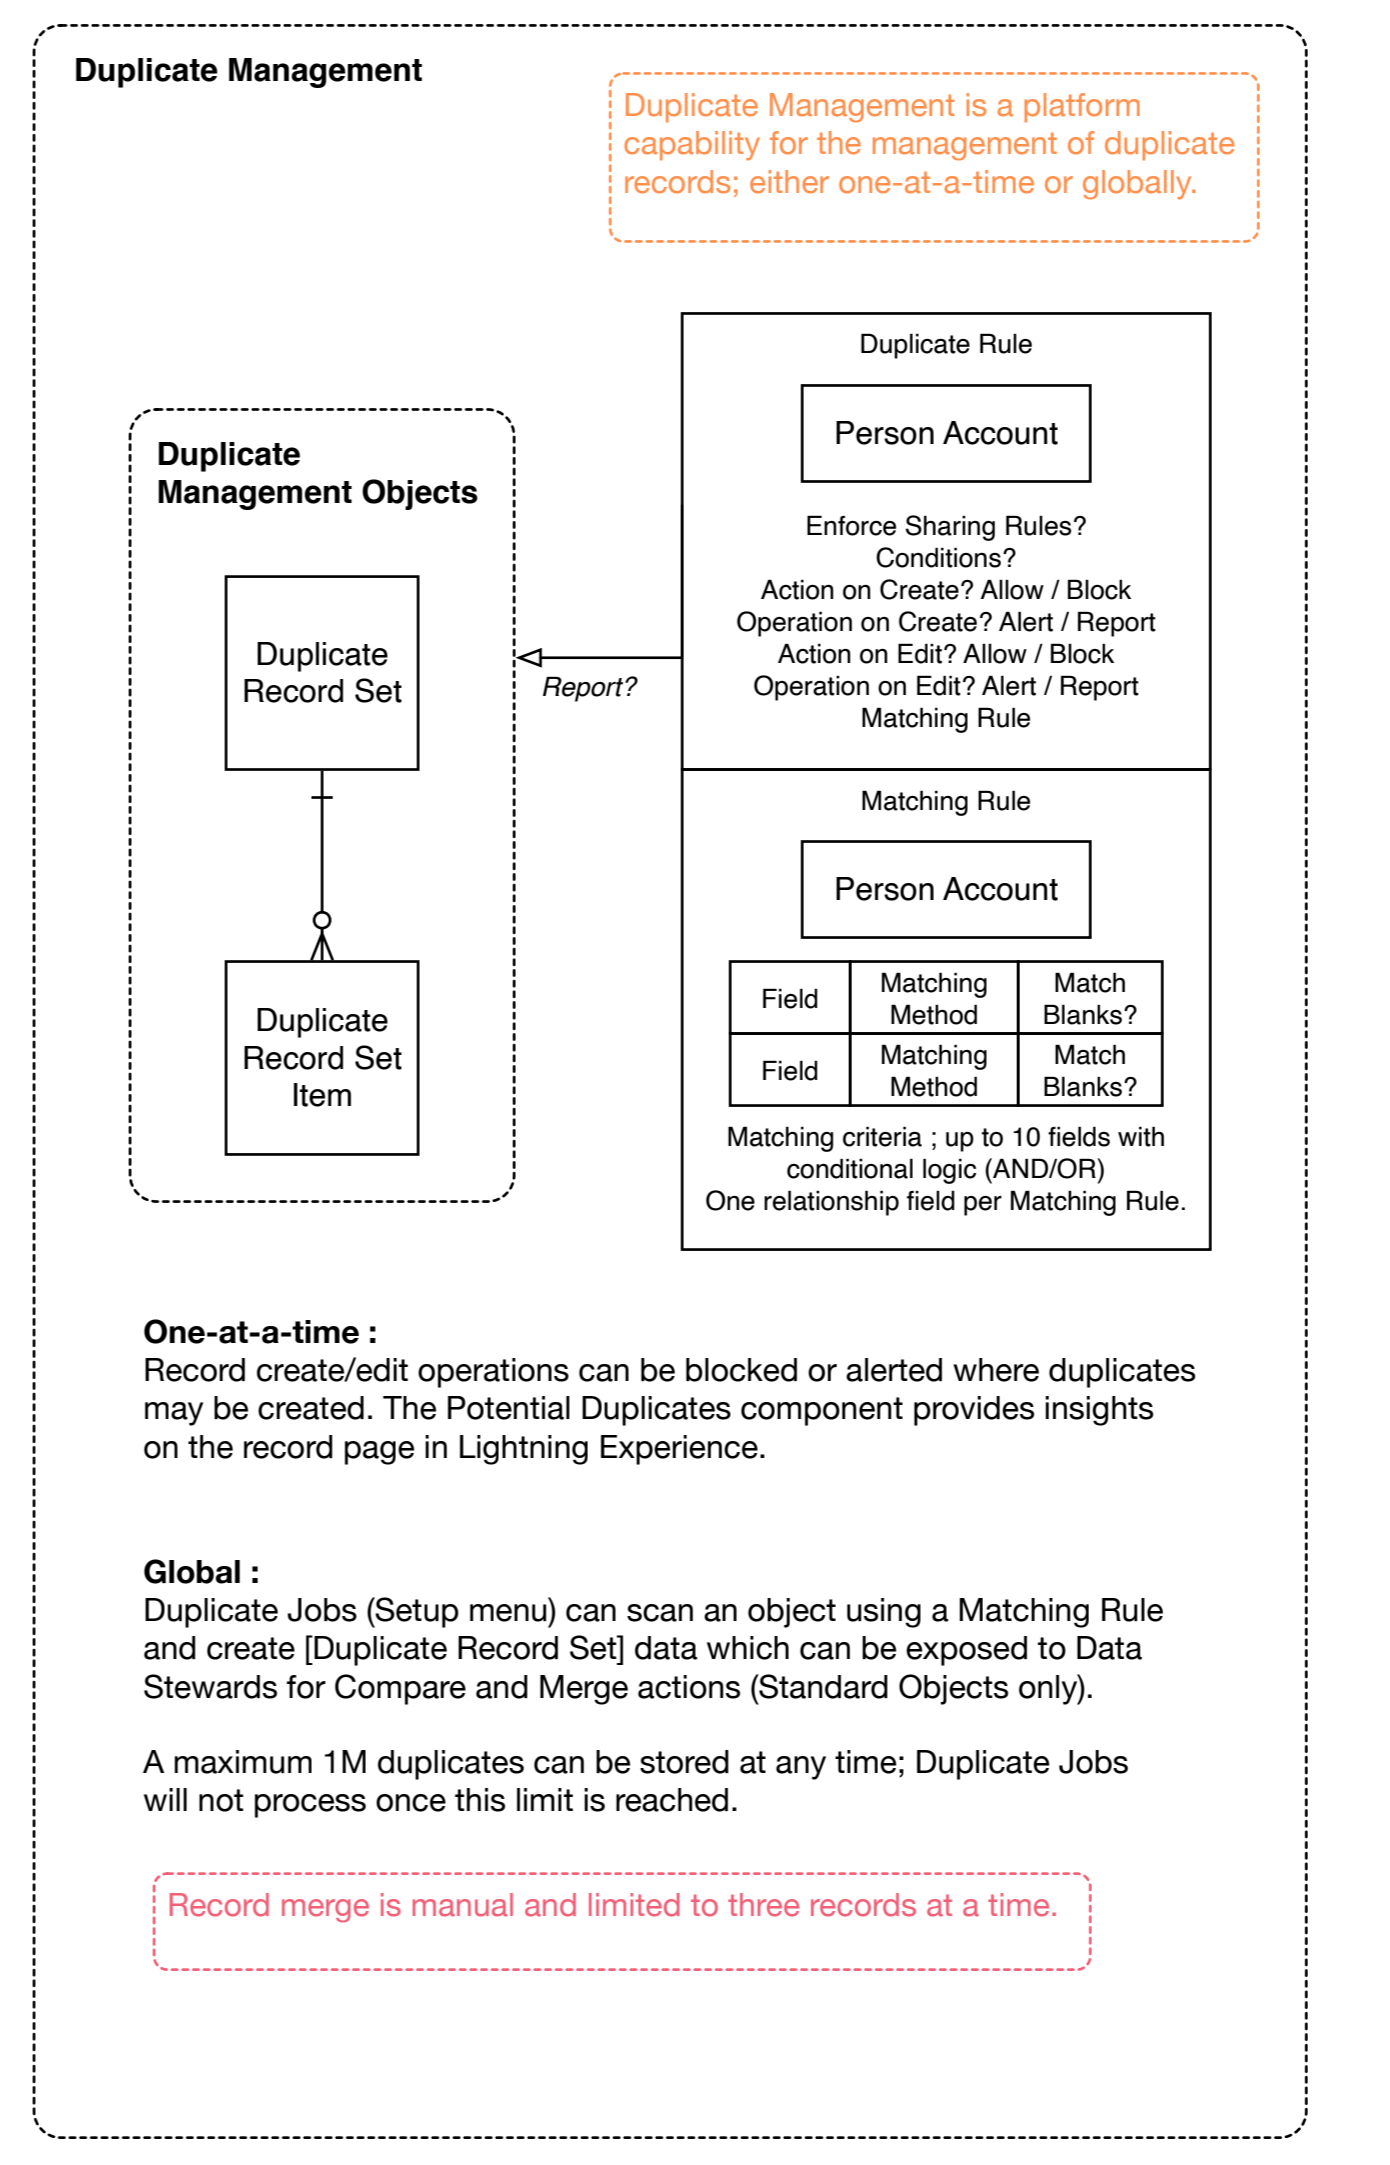 Duplicate Management
Duplicate Management is a platform
capability for the management of duplicate
records; either one-at-a-time or globally.
Duplicate
Management Objects
Duplicate
Record Set
Duplicate
Record Set
Item
Report?
Duplicate Rule
Person Account
Enforce Sharing Rules?
Conditions?
Action on Create? Allow / Block
Operation on Create? Alert / Report
Action on Edit? Allow / Block
Operation on Edit? Alert / Report
Matching Rule
Matching Rule
Person Account
Field
Matching
Method
Match
Blanks?
Field
Matching
Method
Match
Blanks?
Matching criteria ; up to 10 fields with
conditional logic (AND/OR)
One relationship field per Matching Rule.
One-at-a-time :
Record create/edit operations can be blocked or alerted where duplicates
may be created. The Potential Duplicates component provides insights
on the record page in Lightning Experience.
Global :
Duplicate Jobs (Setup menu) can scan an object using a Matching Rule
and create [Duplicate Record Set] data which can be exposed to Data
Stewards for Compare and Merge actions (Standard Objects only).
A maximum 1M duplicates can be stored at any time; Duplicate Jobs
will not process once this limit is reached.
Record merge is manual and limited to three records at a time.